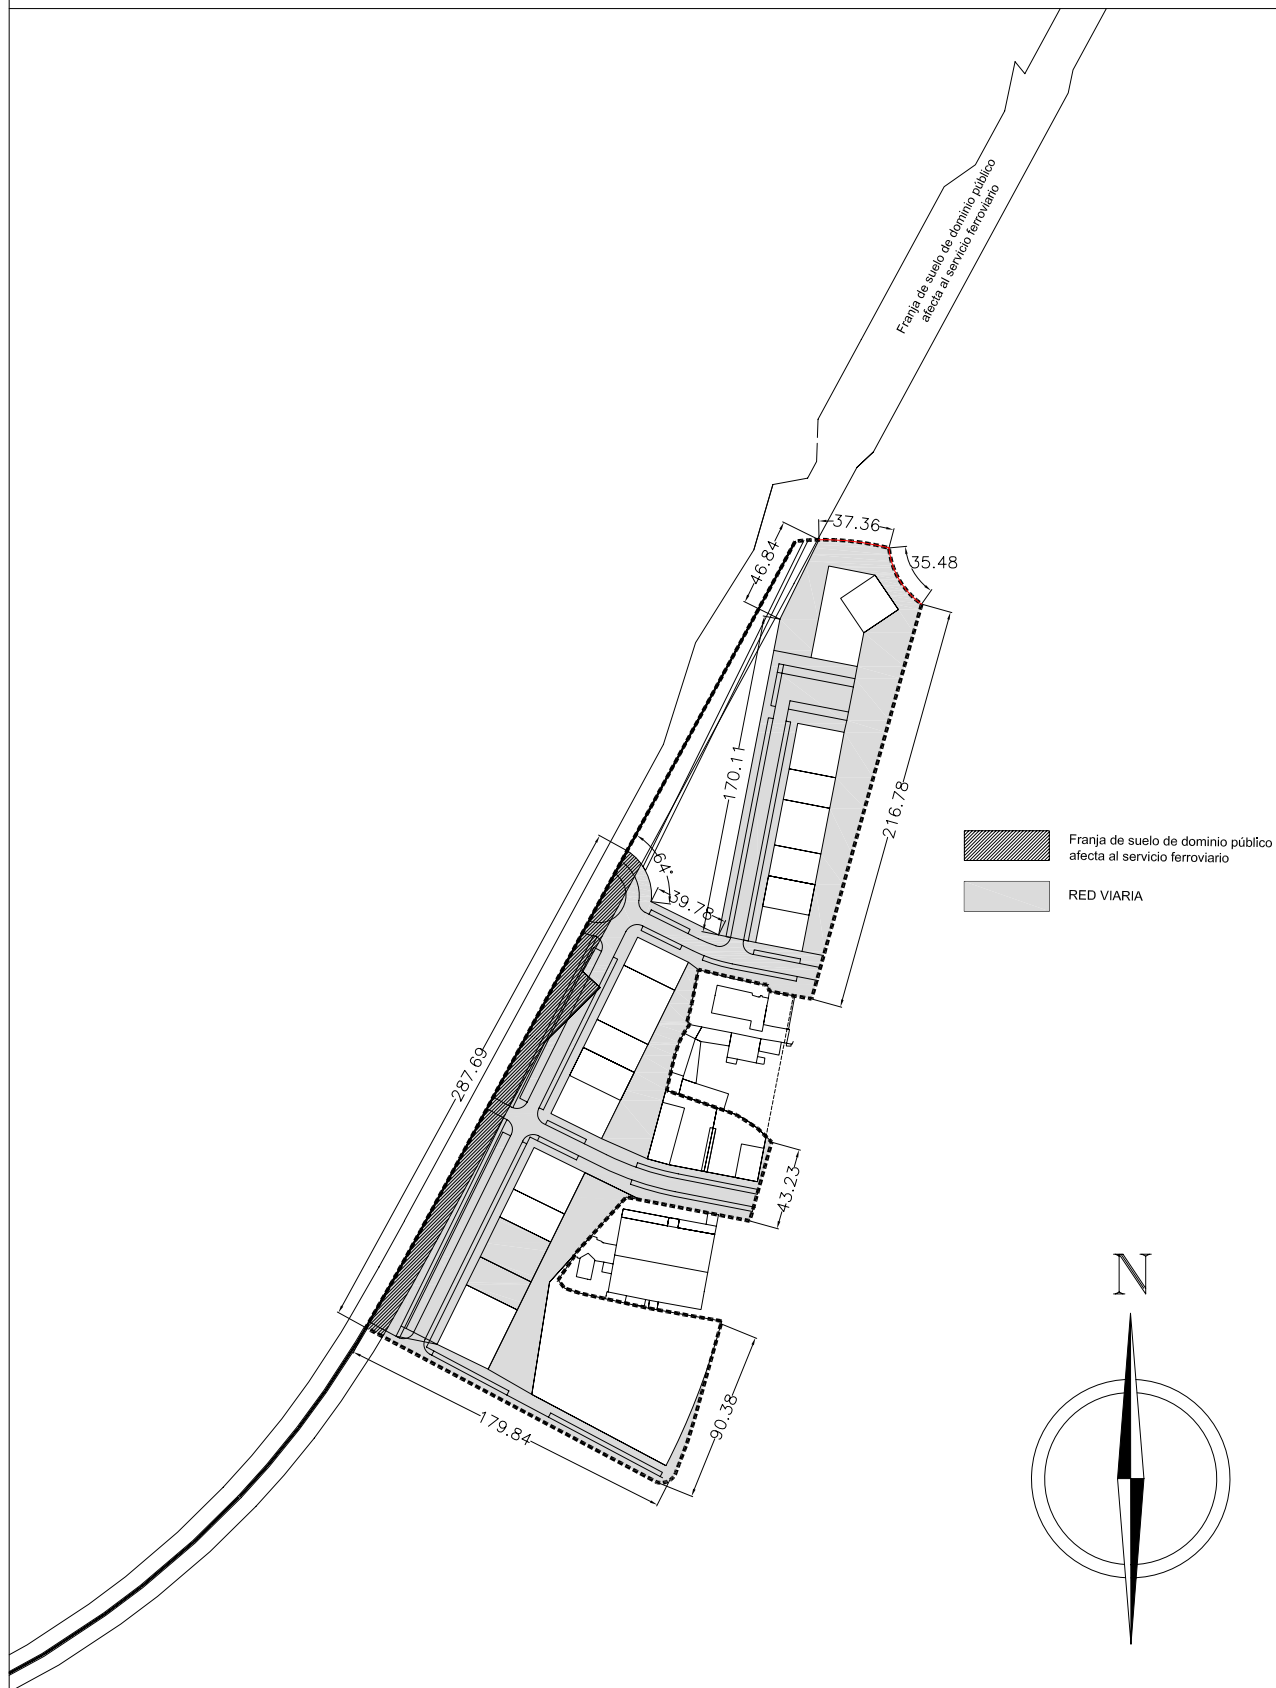 Franja de suelo de dominio público
afecta al servicio ferroviario
37.36
46.84
35.48
170.11
216.78
64°
39.78
Franja de suelo de dominio público
afecta al servicio ferroviario
RED VIARIA
287.69
43.23
N
90.38
179.84